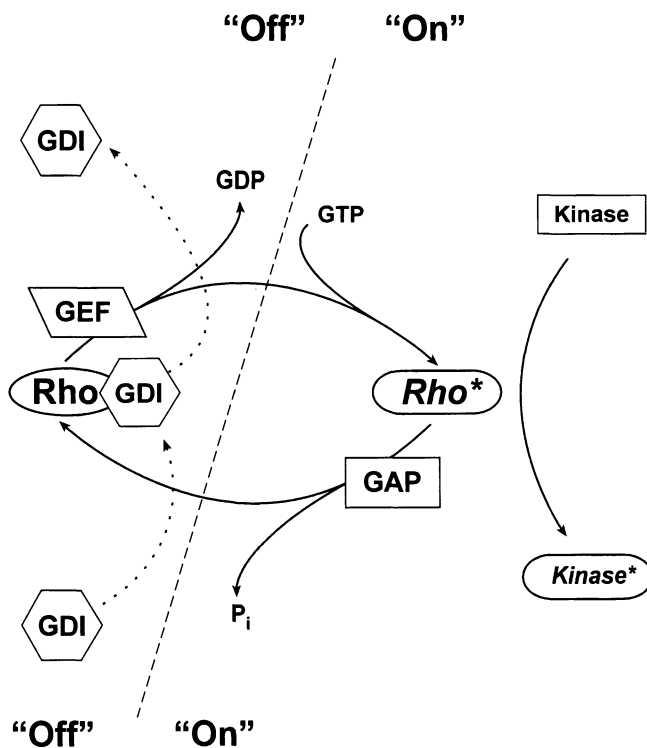 “Off” “On”
GDI
GDP
GTP
Kinase
GEF
Rho GDI
Rho*
GAP
Kinase*
GDI
Pi
“Off” “On”